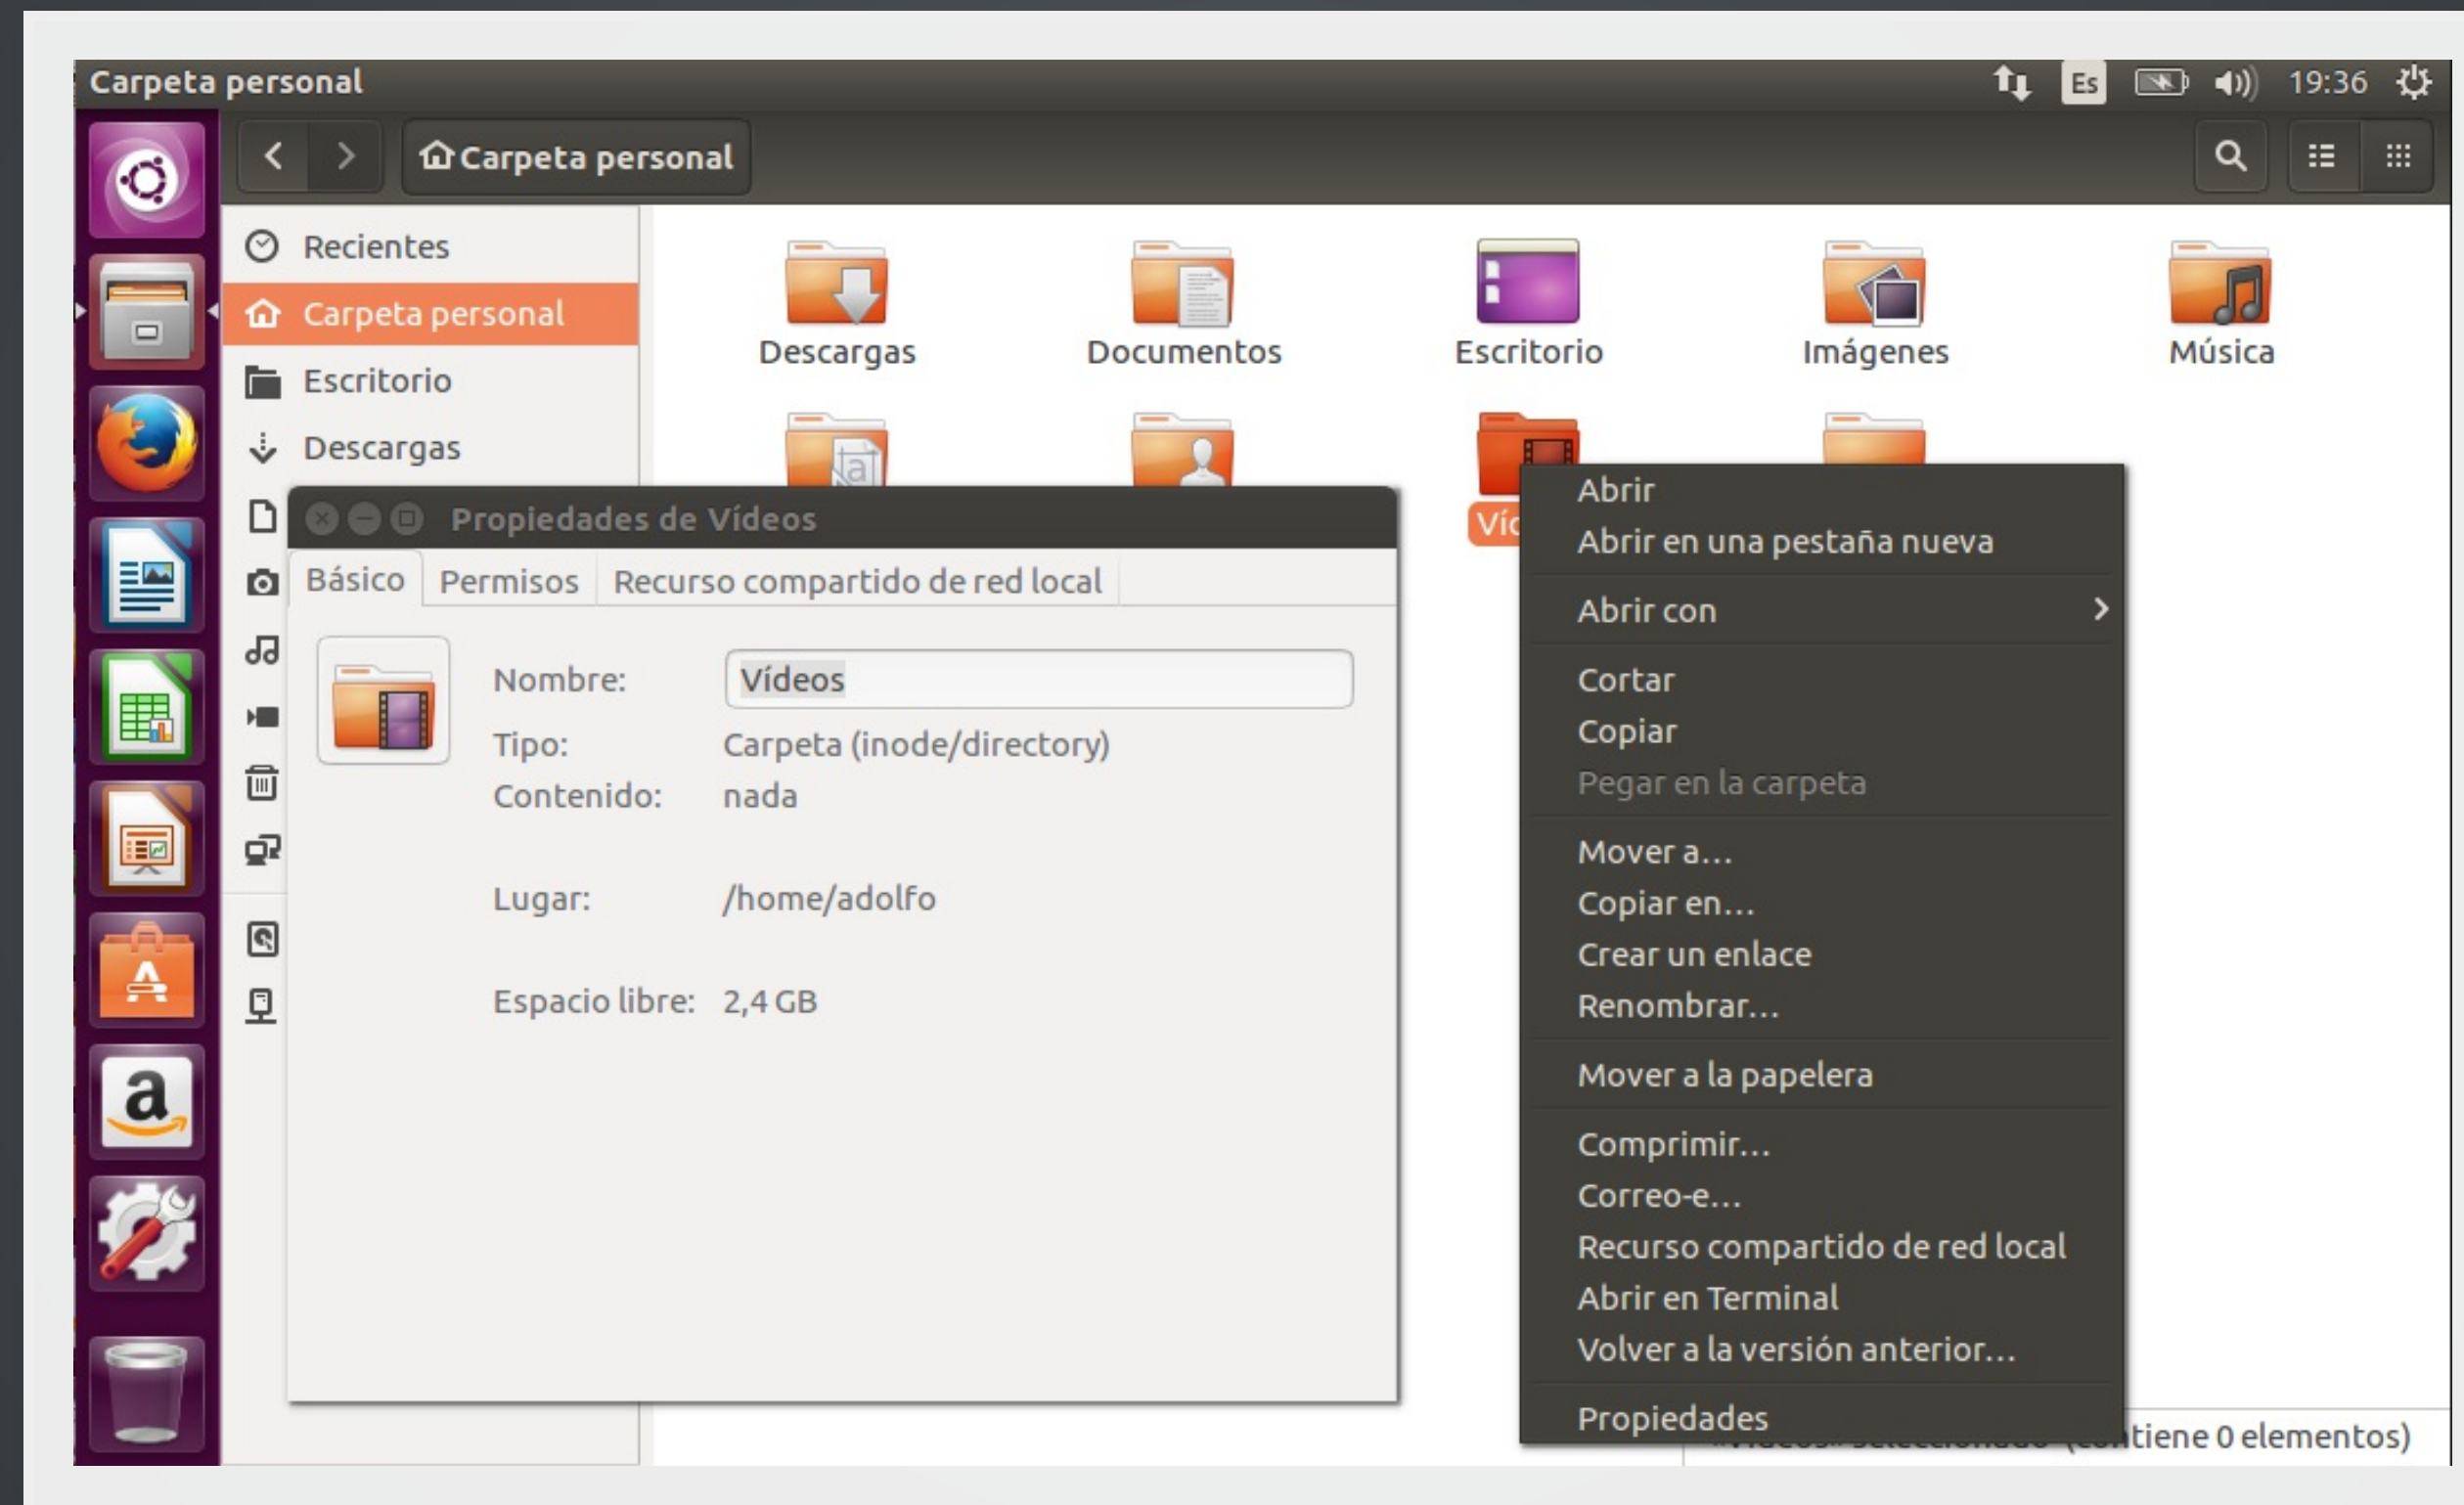 Carpeta personal
Es
19:36
Carpeta personal
Recientes
Carpeta personal
Escritorio
Descargas
Descargas
Documentos
Escritorio
Imágenes
Música
a
Propiedades de Vídeos
Básico
Permisos
Recurso compartido de red local
Nombre:
Vídeos
Tipo:
Carpeta (inode/directory)
Contenido:
nada
Lugar:
/home/adolfo
Espacio libre:
2,4 GB
Abrir
Abrir en una pestaña nueva
Abrir con
Cortar
Copiar
Pegar en la carpeta
Mover a...
Copiar en...
Crear un enlace
Renombrar...
Mover a la papelera
Comprimir...
Correo-e...
Recurso compartido de red local
Abrir en Terminal
Volver a la versión anterior...
Propiedades
0 elementos)